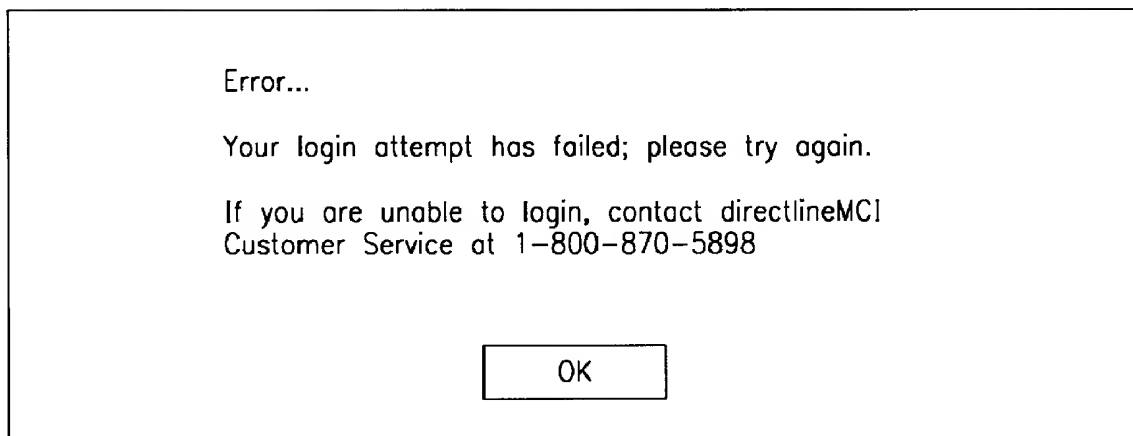 Error...
Your login attempt has failed; please try again.
If you are unable to login, contact directlineMCI
Customer Service at 1-800-870-5898
OK